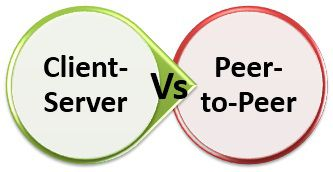 Client-
Server
Vs
Peer-
to-Peer